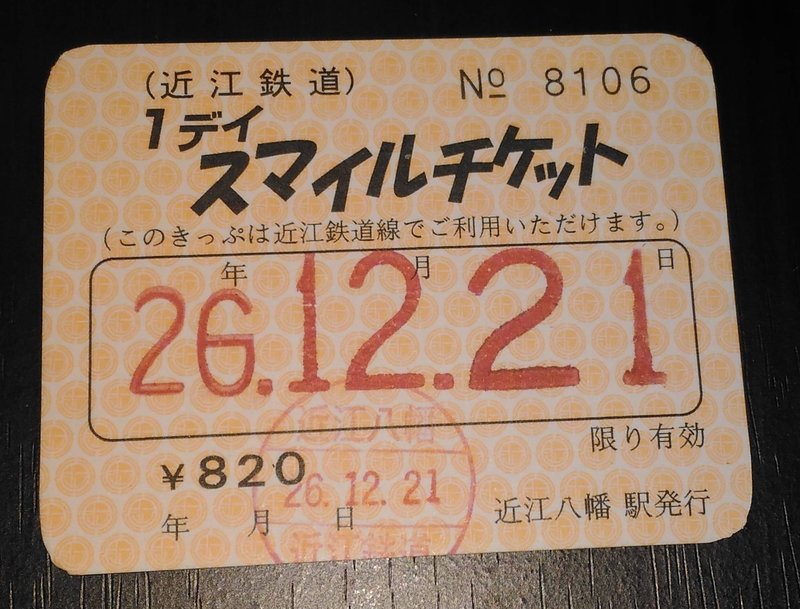 (近江鉄道) № 8106
1デイ
スマイルチケット
(このきっぷは近江鉄道線でご利用いただけます。)
年 月 日
26.12.21
限り有効
¥820
近江八幡
26.12.21
近江鉄道
年 月 日
近江八幡 駅発行